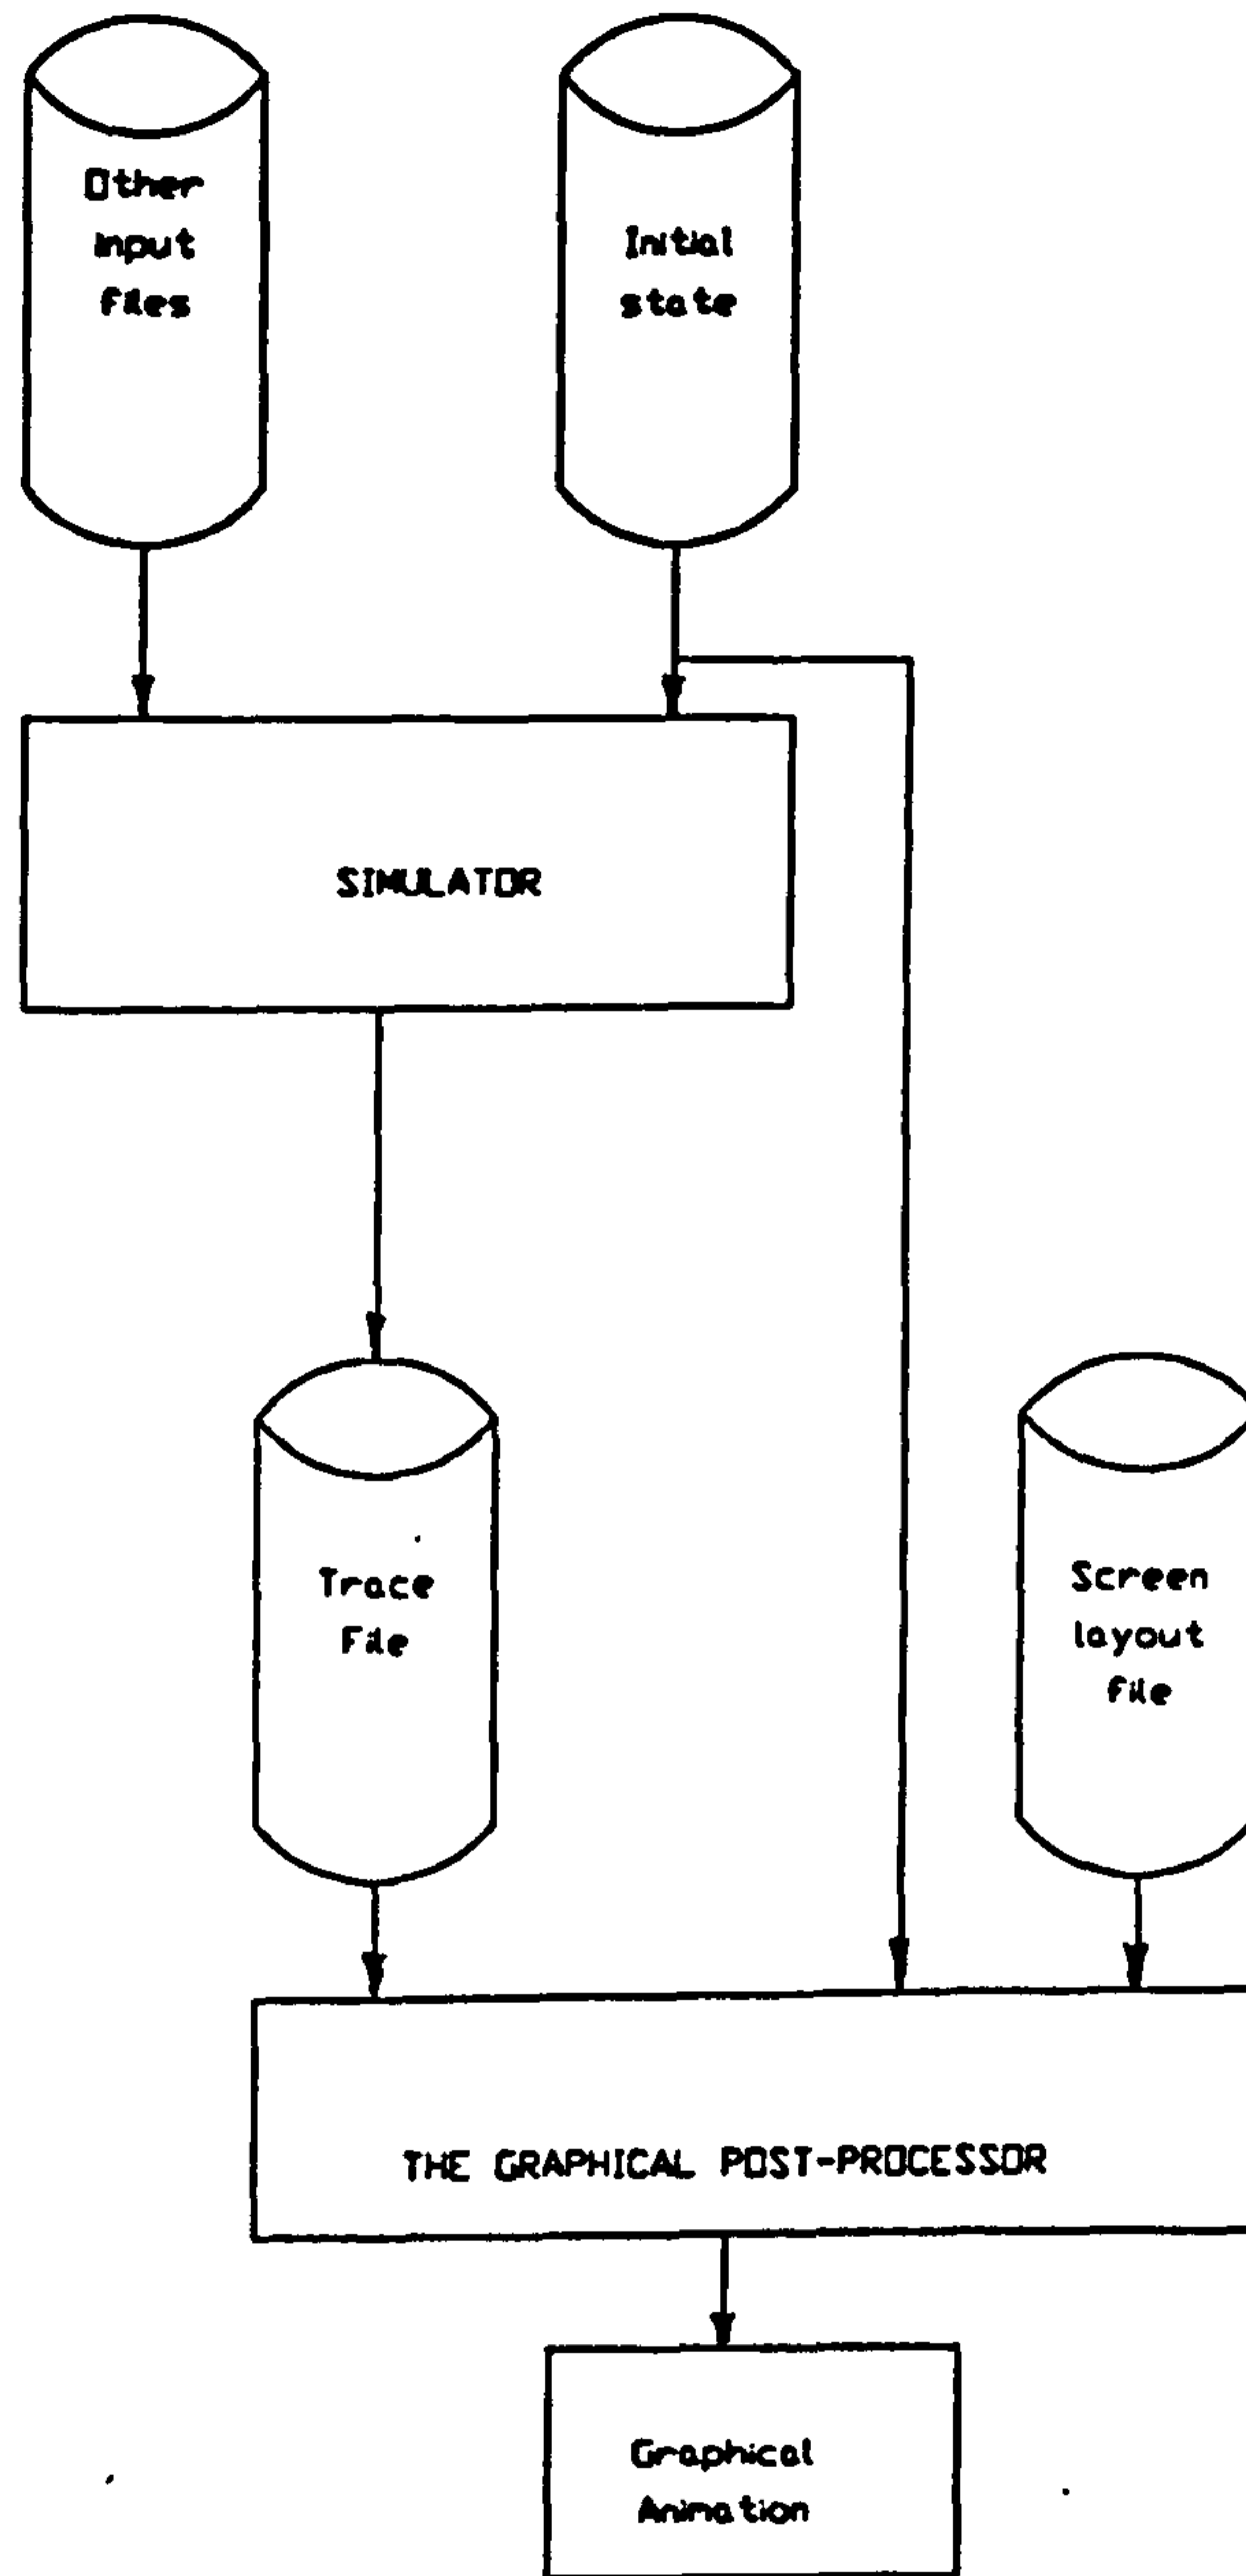 Other
input
files
Initial
state
SIMULATOR
Trace
File
Screen
layout
file
THE GRAPHICAL POST-PROCESSOR
Graphical
Animation